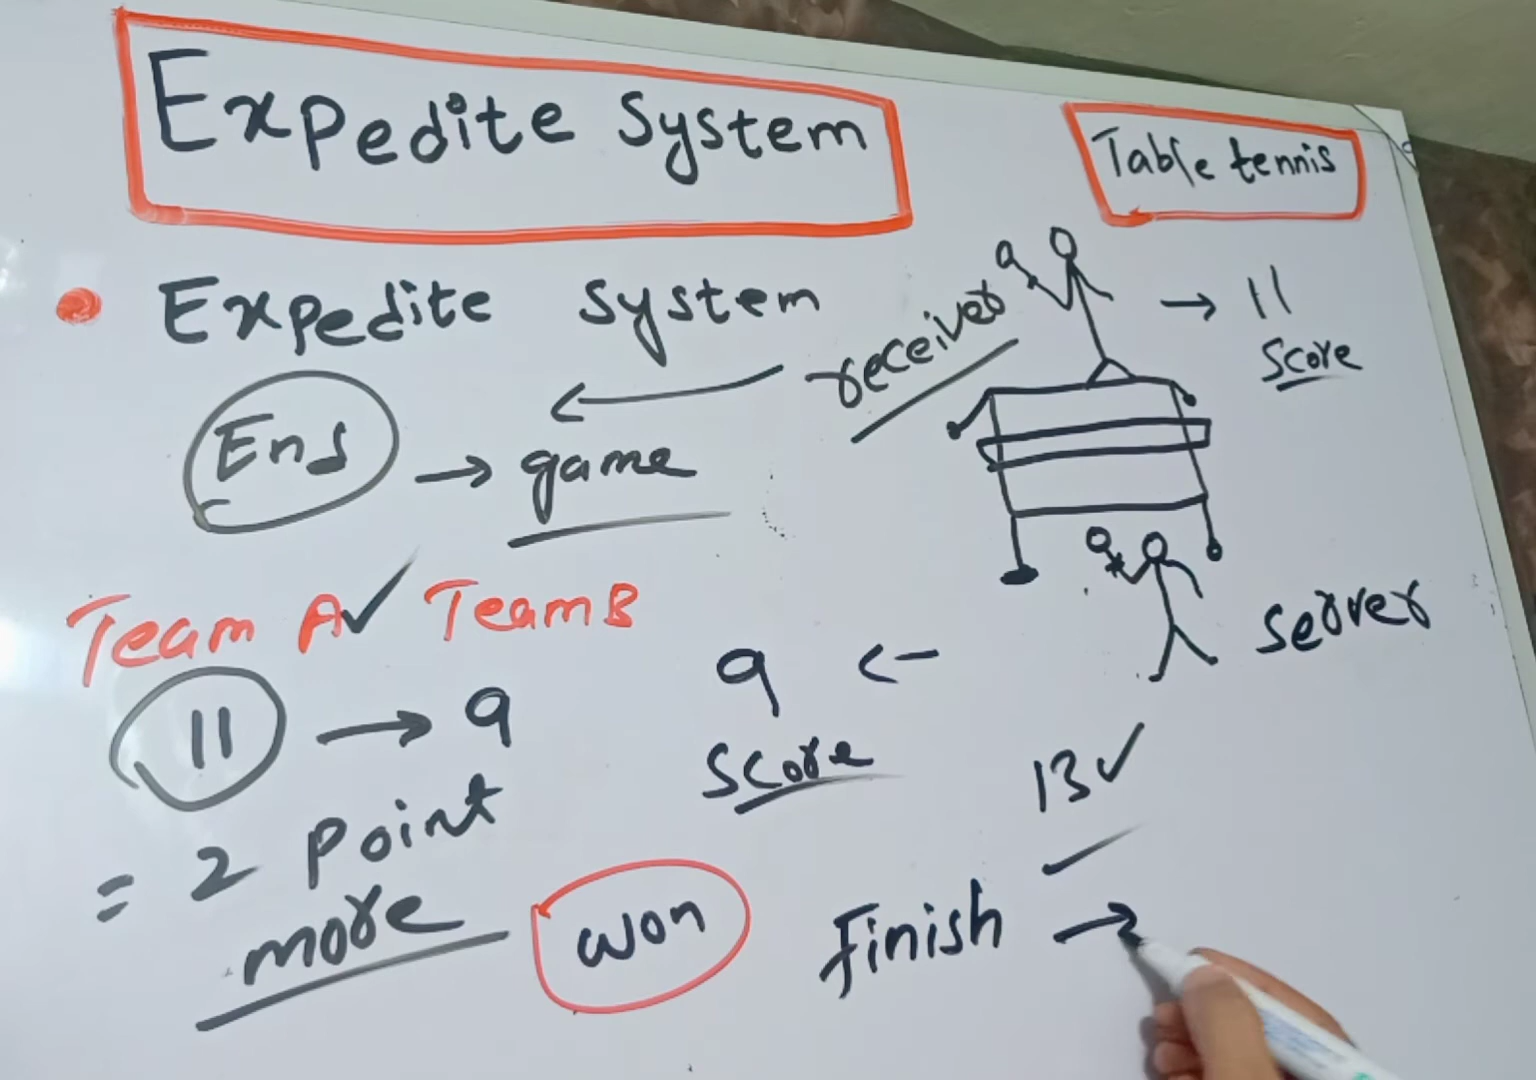 Expedite System
Table tennis
Expedite System
receiver
→ 11
Score
End → game
Team A✓ Team B
server
11 → 9
9 ←
Score
= 2 Point
more
13✓
won
Finish →